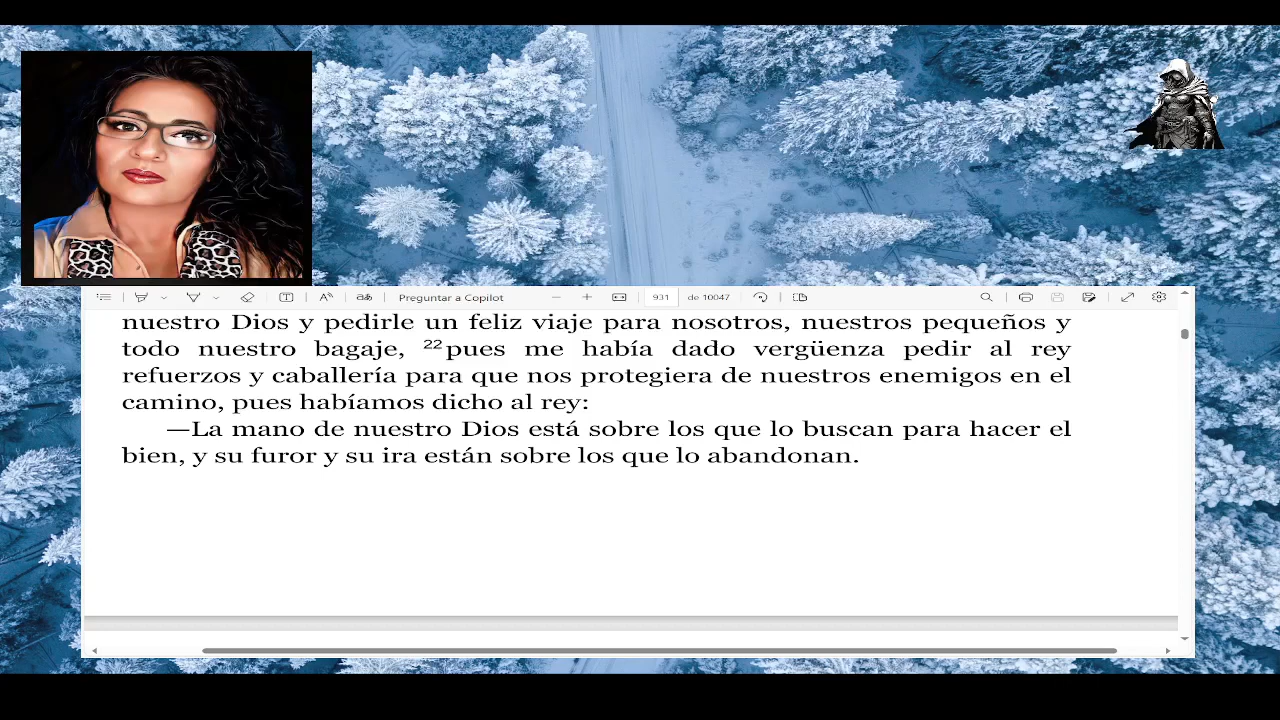 Preguntar a Copilot 931 de 10047
nuestro Dios y pedirle un feliz viaje para nosotros, nuestros pequeños y
todo nuestro bagaje, ²²pues me había dado vergüenza pedir al rey
refuerzos y caballería para que nos protegiera de nuestros enemigos en el
camino, pues habíamos dicho al rey:
—La mano de nuestro Dios está sobre los que lo buscan para hacer el
bien, y su furor y su ira están sobre los que lo abandonan.